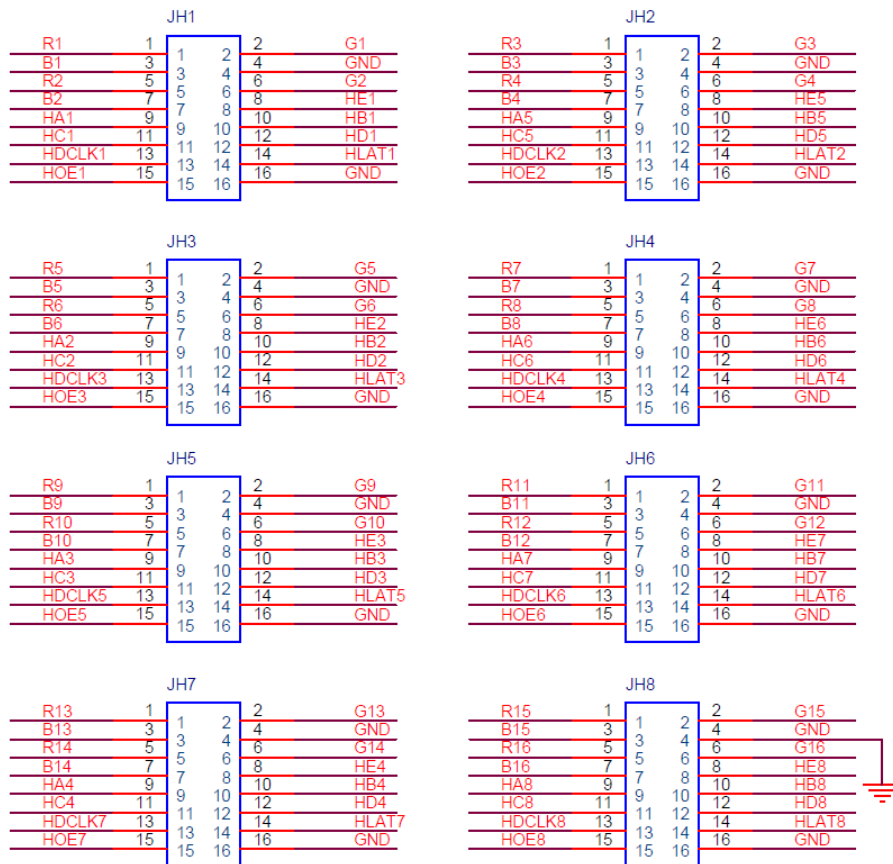 JH1 JH2
R1 1 1 2 2 G1 R3 1 1 2 2 G3
B1 3 3 4 4 GND B3 3 3 4 4 GND
R2 5 5 6 6 G2 R4 5 5 6 6 G4
B2 7 7 8 8 HE1 B4 7 7 8 8 HE5
HA1 9 9 10 10 HB1 HA5 9 9 10 10 HB5
HC1 11 11 12 12 HD1 HC5 11 11 12 12 HD5
HDCLK1 13 13 14 14 HLAT1 HDCLK2 13 13 14 14 HLAT2
HOE1 15 15 16 16 GND HOE2 15 15 16 16 GND
JH3 JH4
R5 1 1 2 2 G5 R7 1 1 2 2 G7
B5 3 3 4 4 GND B7 3 3 4 4 GND
R6 5 5 6 6 G6 R8 5 5 6 6 G8
B6 7 7 8 8 HE2 B8 7 7 8 8 HE6
HA2 9 9 10 10 HB2 HA6 9 9 10 10 HB6
HC2 11 11 12 12 HD2 HC6 11 11 12 12 HD6
HDCLK3 13 13 14 14 HLAT3 HDCLK4 13 13 14 14 HLAT4
HOE3 15 15 16 16 GND HOE4 15 15 16 16 GND
JH5 JH6
R9 1 1 2 2 G9 R11 1 1 2 2 G11
B9 3 3 4 4 GND B11 3 3 4 4 GND
R10 5 5 6 6 G10 R12 5 5 6 6 G12
B10 7 7 8 8 HE3 B12 7 7 8 8 HE7
HA3 9 9 10 10 HB3 HA7 9 9 10 10 HB7
HC3 11 11 12 12 HD3 HC7 11 11 12 12 HD7
HDCLK5 13 13 14 14 HLAT5 HDCLK6 13 13 14 14 HLAT6
HOE5 15 15 16 16 GND HOE6 15 15 16 16 GND
JH7 JH8
R13 1 1 2 2 G13 R15 1 1 2 2 G15
B13 3 3 4 4 GND B15 3 3 4 4 GND
R14 5 5 6 6 G14 R16 5 5 6 6 G16
B14 7 7 8 8 HE4 B16 7 7 8 8 HE8
HA4 9 9 10 10 HB4 HA8 9 9 10 10 HB8
HC4 11 11 12 12 HD4 HC8 11 11 12 12 HD8
HDCLK7 13 13 14 14 HLAT7 HDCLK8 13 13 14 14 HLAT8
HOE7 15 15 16 16 GND HOE8 15 15 16 16 GND